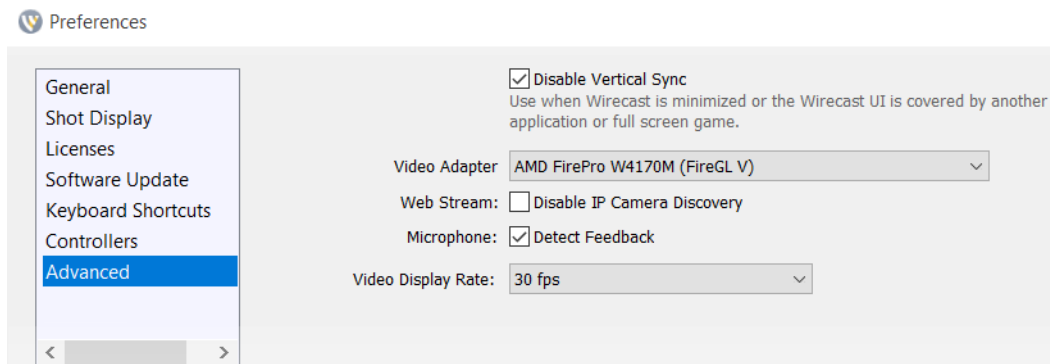 Preferences
General
Shot Display
Licenses
Software Update
Keyboard Shortcuts
Controllers
Advanced
Disable Vertical Sync
Use when Wirecast is minimized or the Wirecast UI is covered by another
application or full screen game.
Video Adapter AMD FirePro W4170M (FireGL V)
Web Stream: Disable IP Camera Discovery
Microphone: Detect Feedback
Video Display Rate: 30 fps